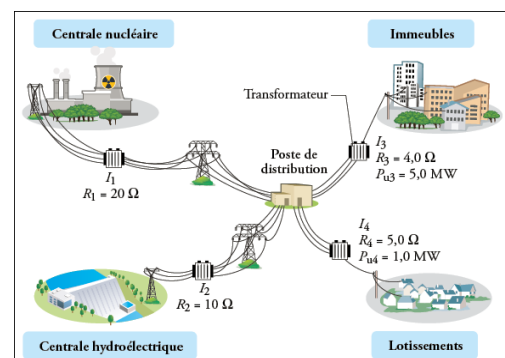 Centrale nucléaire
Immeubles
Transformateur
I₃
R₃ = 4,0 Ω
Pu3 = 5,0 MW
Poste de
distribution
I₁
R₁ = 20 Ω
I₄
R₄ = 5,0 Ω
Pu4 = 1,0 MW
I₂
R₂ = 10 Ω
Centrale hydroélectrique
Lotissements